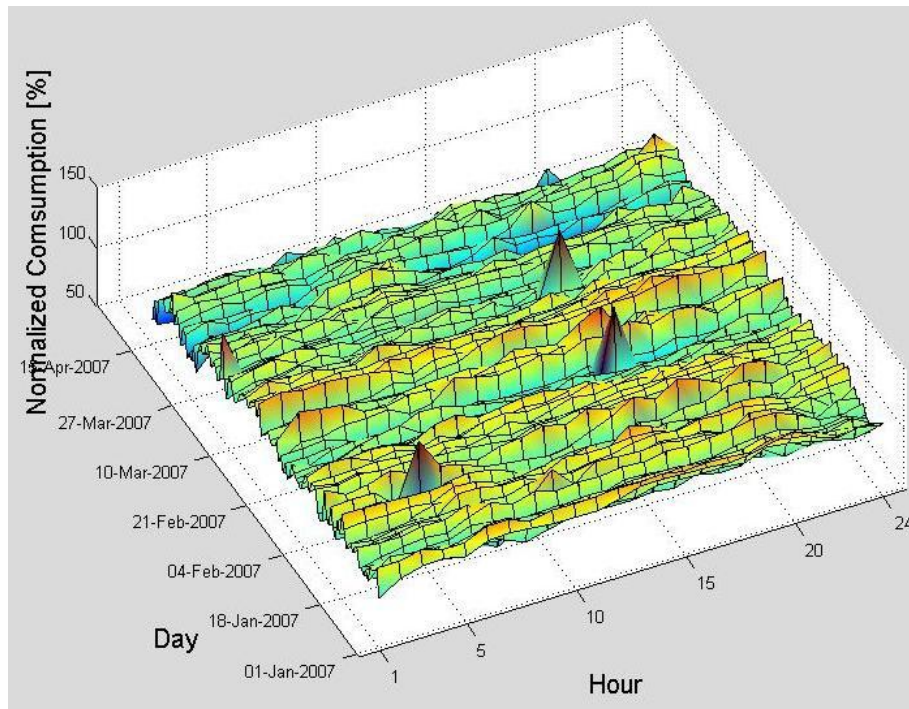 Normalized Comsumption [%]
150
100
50
15-Apr-2007
27-Mar-2007
10-Mar-2007
21-Feb-2007
04-Feb-2007
18-Jan-2007
01-Jan-2007
Day
1
5
10
15
20
24
Hour